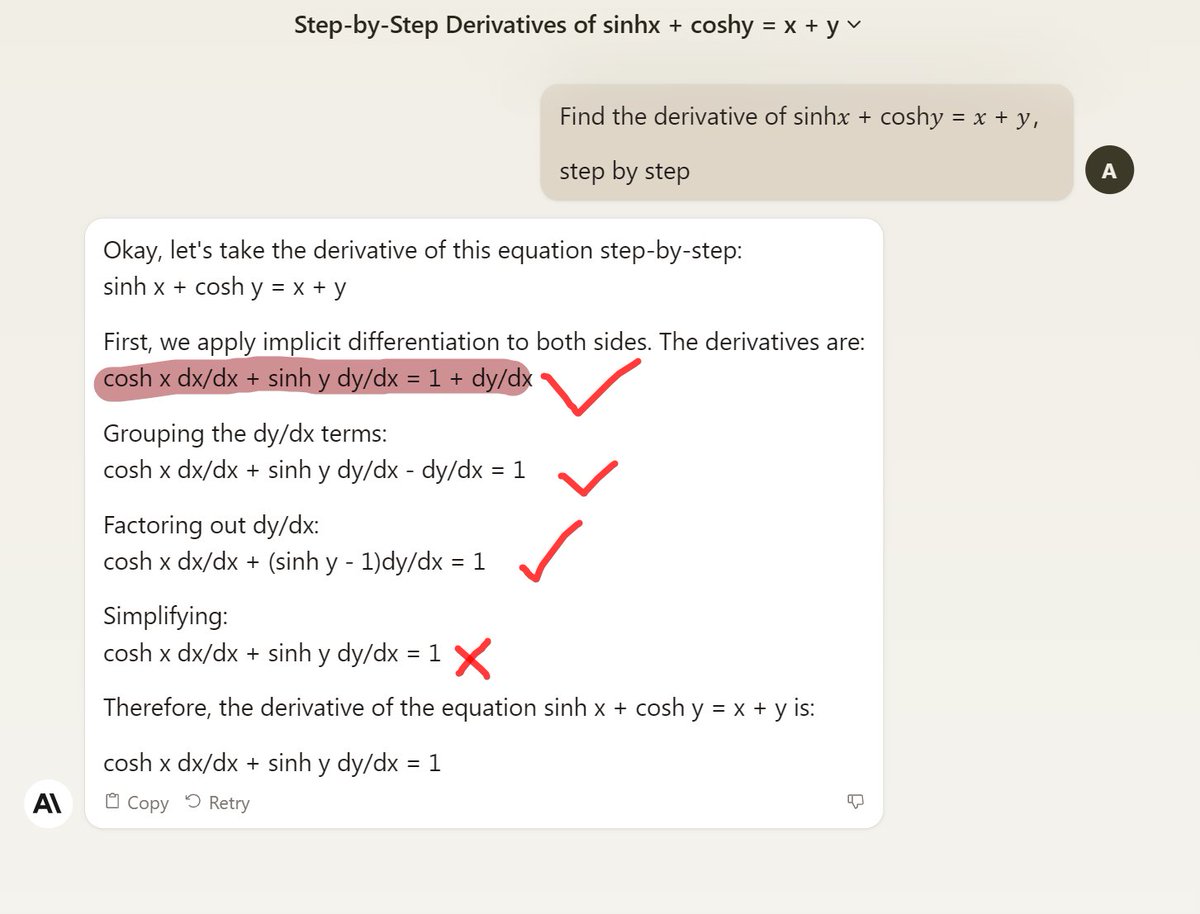 Step-by-Step Derivatives of sinhx + coshy = x + y
Find the derivative of sinhx + coshy = x + y,
step by step
A
Okay, let's take the derivative of this equation step-by-step:
sinh x + cosh y = x + y
First, we apply implicit differentiation to both sides. The derivatives are:
cosh x dx/dx + sinh y dy/dx = 1 + dy/dx
Grouping the dy/dx terms:
cosh x dx/dx + sinh y dy/dx - dy/dx = 1
Factoring out dy/dx:
cosh x dx/dx + (sinh y - 1)dy/dx = 1
Simplifying:
cosh x dx/dx + sinh y dy/dx = 1
Therefore, the derivative of the equation sinh x + cosh y = x + y is:
cosh x dx/dx + sinh y dy/dx = 1
A\
Copy Retry